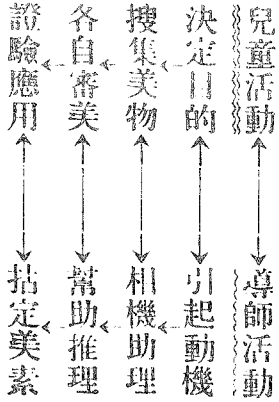 兒童活動
導師活動
決定目的
引起動機
搜集美物
相機助理
各自審美
幫助推理
證驗應用
拈定美素